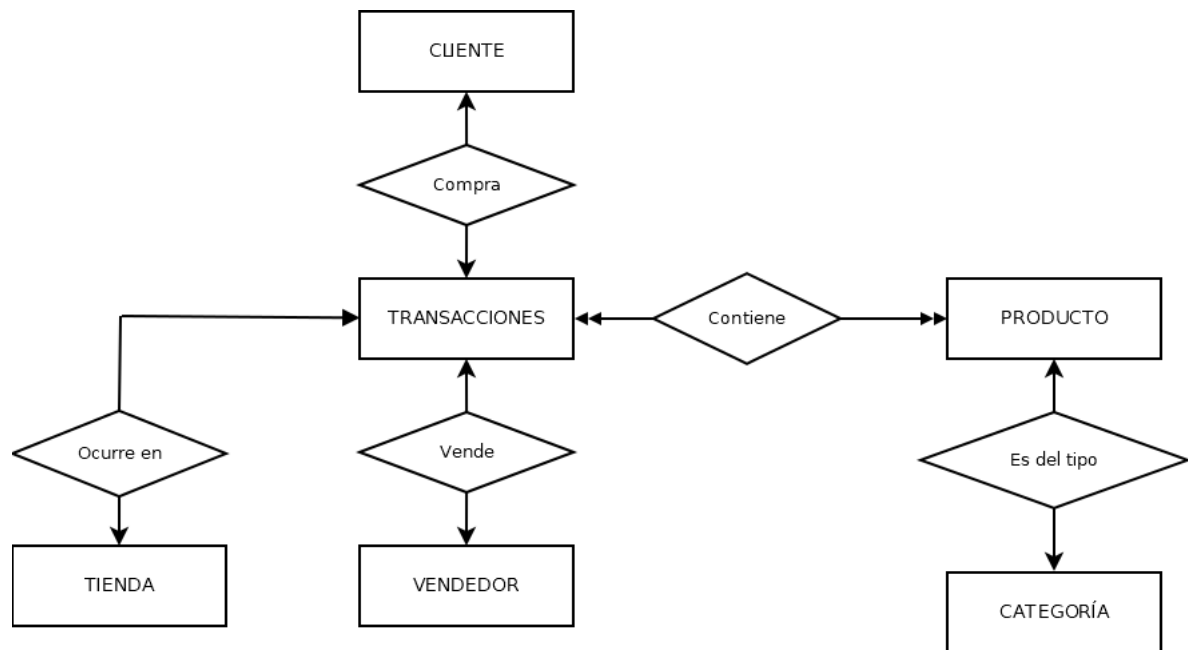 CLIENTE
Compra
TRANSACCIONES
Contiene
PRODUCTO
Ocurre en
Vende
Es del tipo
TIENDA
VENDEDOR
CATEGORÍA